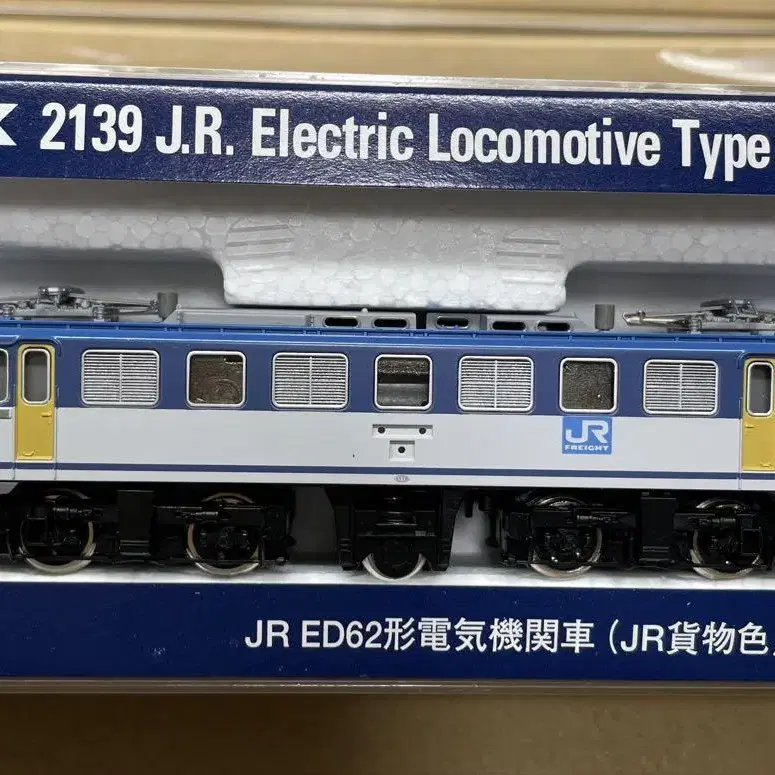 2139 J.R. Electric Locomotive Type
JR
FREIGHT
JR ED62形電気機関車（JR貨物色